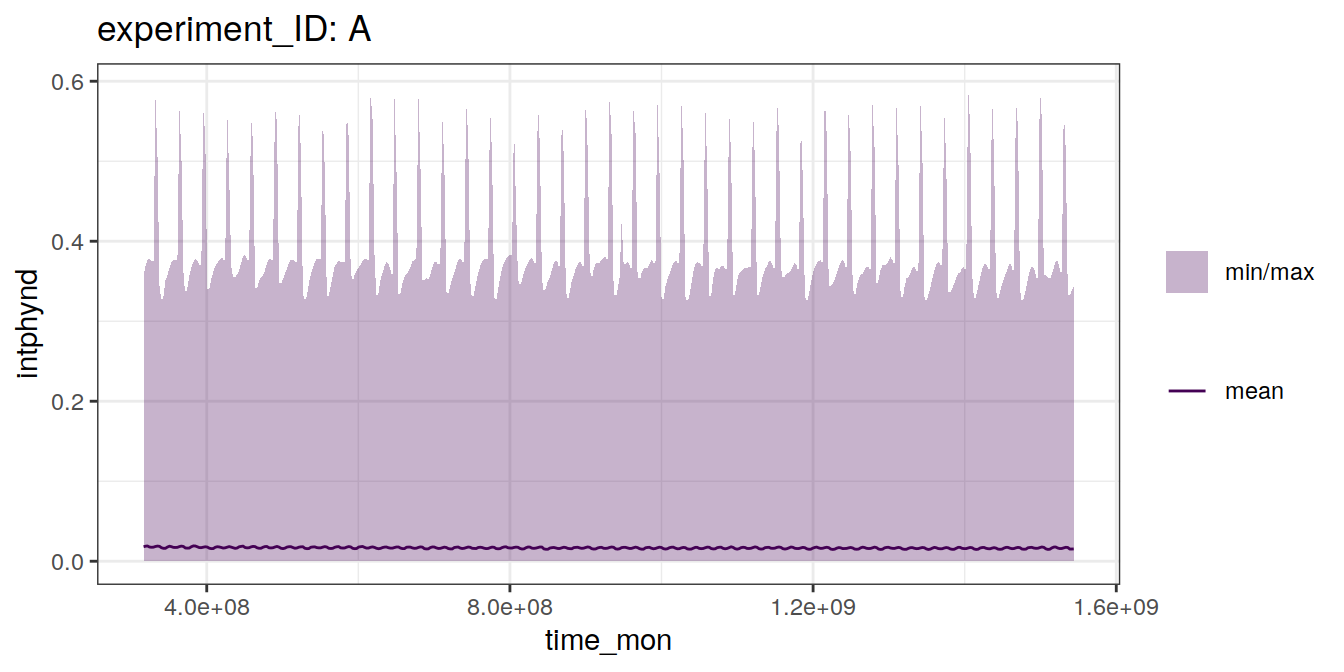 experiment_ID: A
0.6
0.4
0.2
0.0
intphynd
4.0e+08 8.0e+08 1.2e+09 1.6e+09
time_mon
min/max
mean